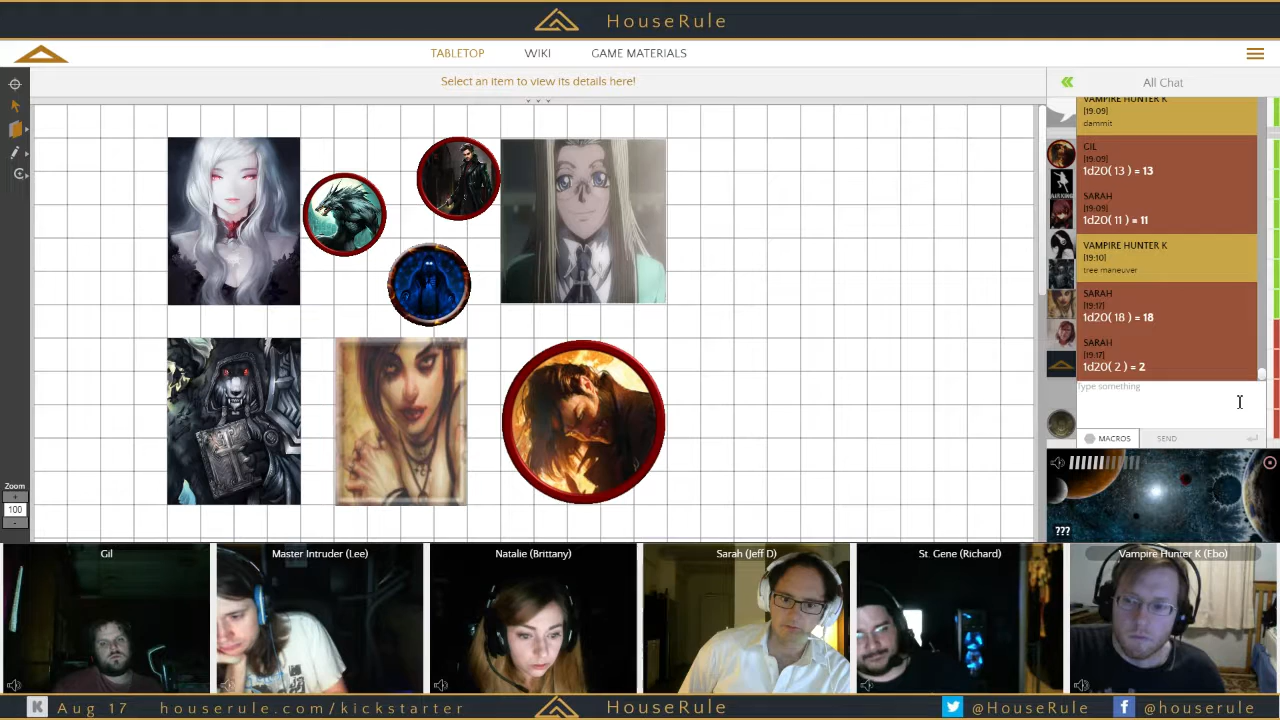 HouseRule
TABLETOP WIKI GAME MATERIALS
Select an item to view its details here!
All Chat
VAMPIRE HUNTER K
[19:09]
dammit
GIL
[19:09]
1d20( 13 ) = 13
SARAH
[19:09]
1d20( 11 ) = 11
VAMPIRE HUNTER K
[19:10]
tree maneuver
SARAH
[19:17]
1d20( 18 ) = 18
SARAH
[19:17]
1d20( 2 ) = 2
Type something
MACROS SEND
Zoom
+
100
-
???
Gil
Master Intruder (Lee)
Natalie (Brittany)
Sarah (Jeff D)
St. Gene (Richard)
Vampire Hunter K (Ebo)
K Aug 17 houserule.com/kickstarter HouseRule @HouseRule f @houserule